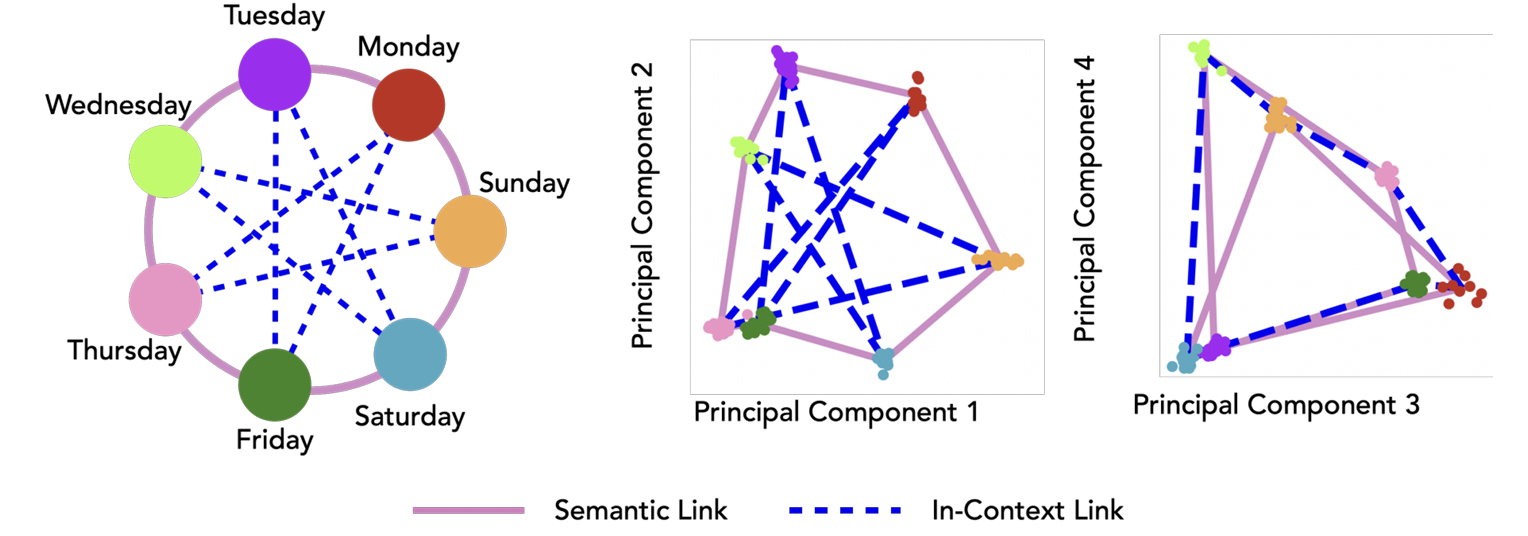 Tuesday
Monday
Wednesday
Sunday
Thursday
Saturday
Friday
Principal Component 2
Principal Component 1
Principal Component 4
Principal Component 3
Semantic Link
In-Context Link